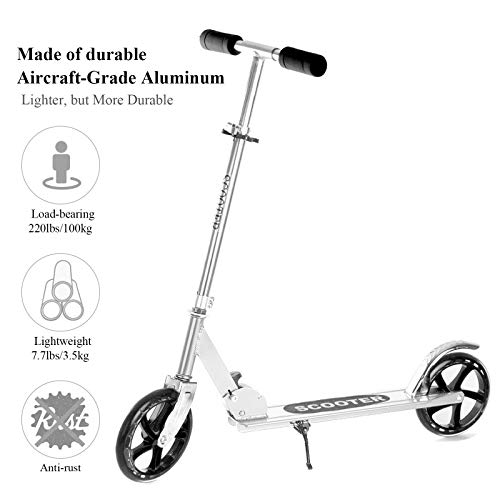 Made of durable
Aircraft-Grade Aluminum
Lighter, but More Durable
Load-bearing
220lbs/100kg
Lightweight
7.7lbs/3.5kg
Rust
Anti-rust
SCOOTER
SCOOTER